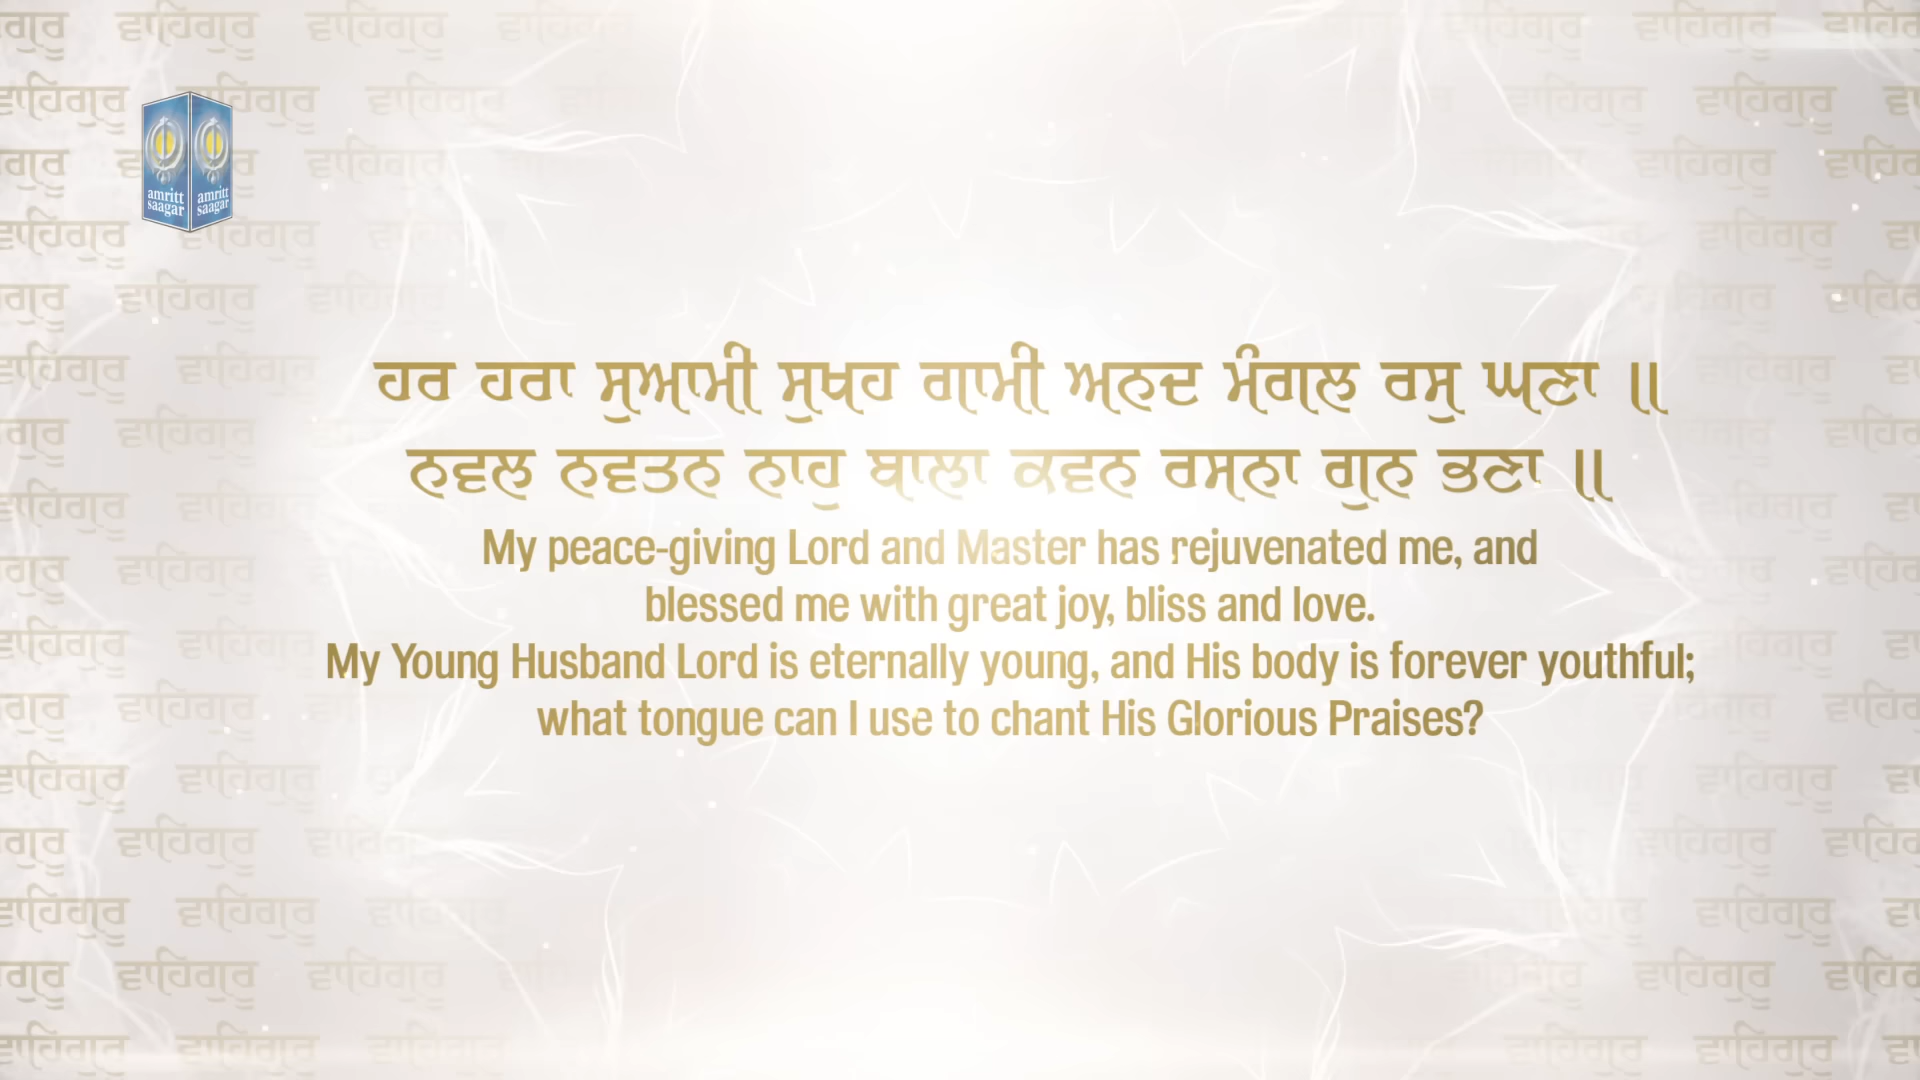 amritt
saagar
amritt
saagar
ਹਰ ਹਰਾ ਸੁਆਮੀ ਸੁਖਹ ਗਾਮੀ ਅਨਦ ਮੰਗਲ ਰਸੁ ਘਣਾ ॥
ਨਵਲ ਨਵਤਨ ਨਾਹੁ ਬਾਲਾ ਕਵਨ ਰਸਨਾ ਗੁਨ ਭਣਾ ॥
My peace-giving Lord and Master has rejuvenated me, and
blessed me with great joy, bliss and love.
My Young Husband Lord is eternally young, and His body is forever youthful;
what tongue can I use to chant His Glorious Praises?